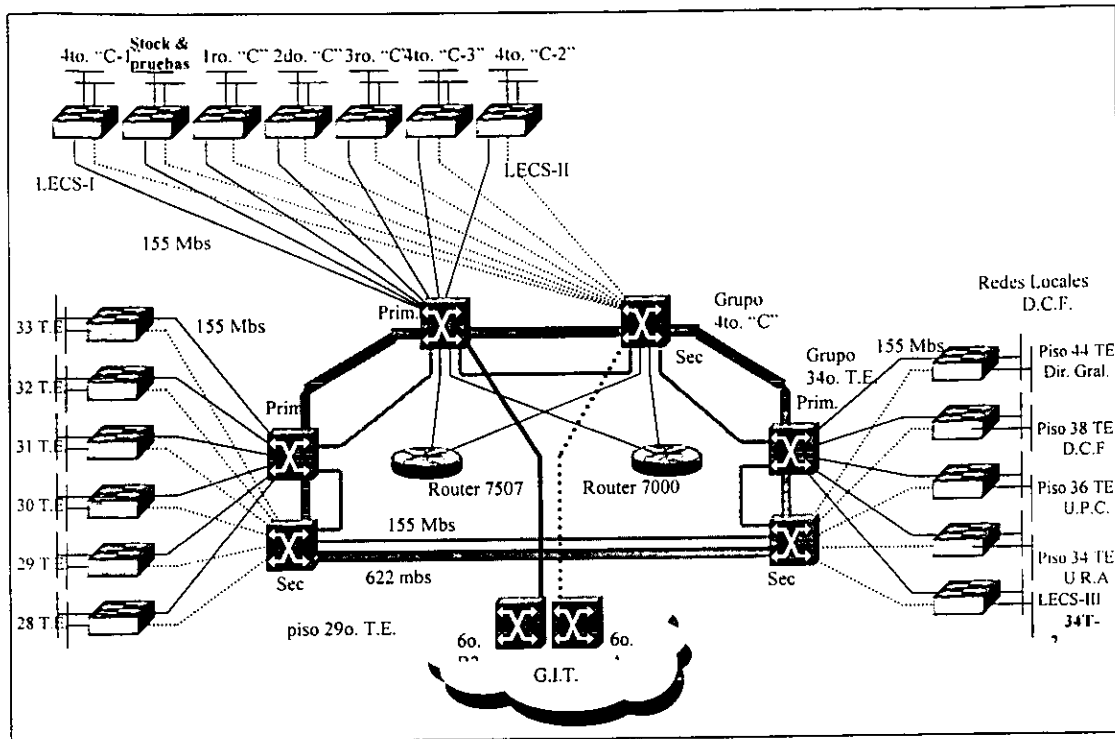 4to. "C-1
Stock &
pruebas
1ro. "C"
2do. "C"
3ro. "C"
4to. "C-3"
4to. "C-2"
LECS-I
LECS-II
155 Mbs
Redes Locales
D.C.F.
Prim.
Grupo
4to. "C"
Sec
33 T.E
155 Mbs
Grupo
34o. T.E.
Prim.
155 Mbs
Piso 44 TE
Dir. Gral.
32 T.E.
Prim
Piso 38 TE
D.C.F
31 T.E.
Router 7507
Router 7000
Piso 36 TE
U.P.C.
30 T.E.
155 Mbs
29 T.E.
622 mbs
Sec
Sec
Piso 34 TE
U R.A
LECS-III
34T-
28 T.E.
piso 29o. T.E.
6o.
6o.
G.I.T.